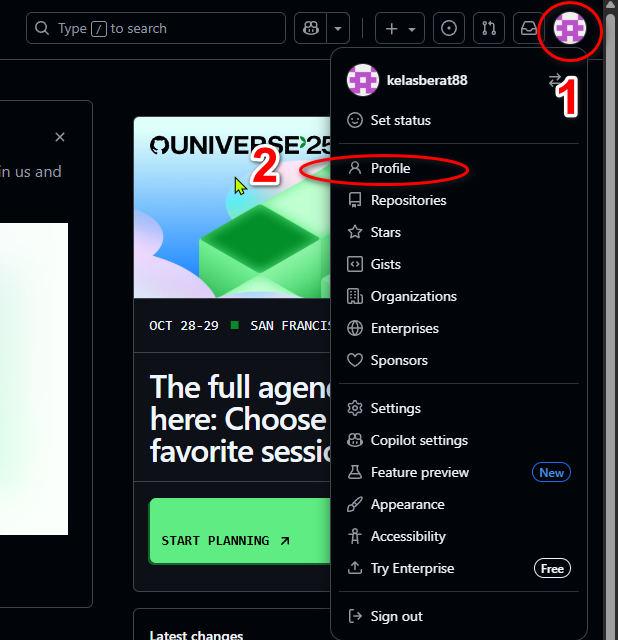 Type / to search
1
kelasberat88
Set status
in us and
UNIVERSE'25
2
Profile
Repositories
Stars
Gists
Organizations
OCT 28-29 SAN FRANCIS
Enterprises
Sponsors
The full agen
here: Choose
favorite sessio
Settings
Copilot settings
Feature preview New
Appearance
START PLANNING
Accessibility
Try Enterprise Free
Sign out
Latest changes